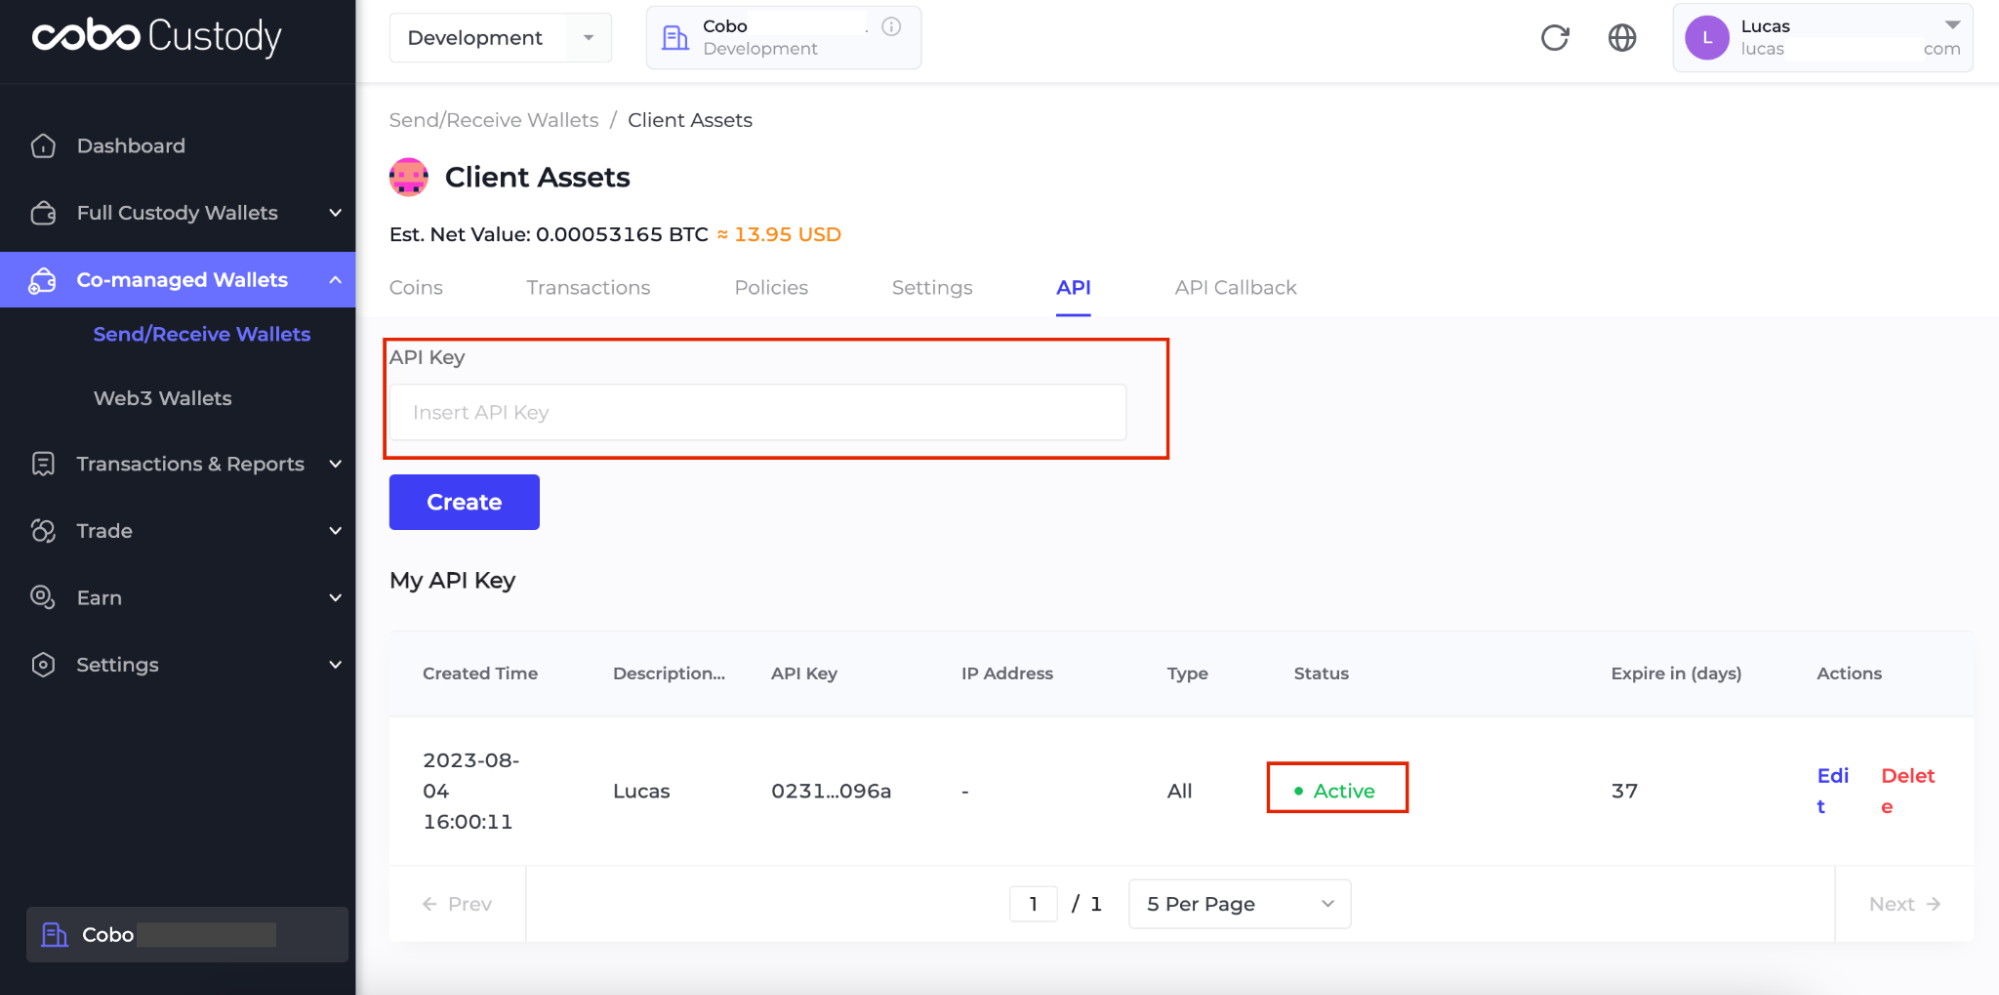 cobo Custody
Development
Cobo
Development
L
Lucas
lucas com
Dashboard
Full Custody Wallets
Co-managed Wallets
Send/Receive Wallets
Web3 Wallets
Transactions & Reports
Trade
Earn
Settings
Cobo
Send/Receive Wallets / Client Assets
Client Assets
Est. Net Value: 0.00053165 BTC ≈ 13.95 USD
Coins Transactions Policies Settings API API Callback
API Key
Insert API Key
Create
My API Key
Created Time Description... API Key IP Address Type Status Expire in (days) Actions
2023-08-
04
16:00:11
Lucas 0231...096a - All Active 37
Edi
t
Delet
e
← Prev 1 / 1 5 Per Page Next →